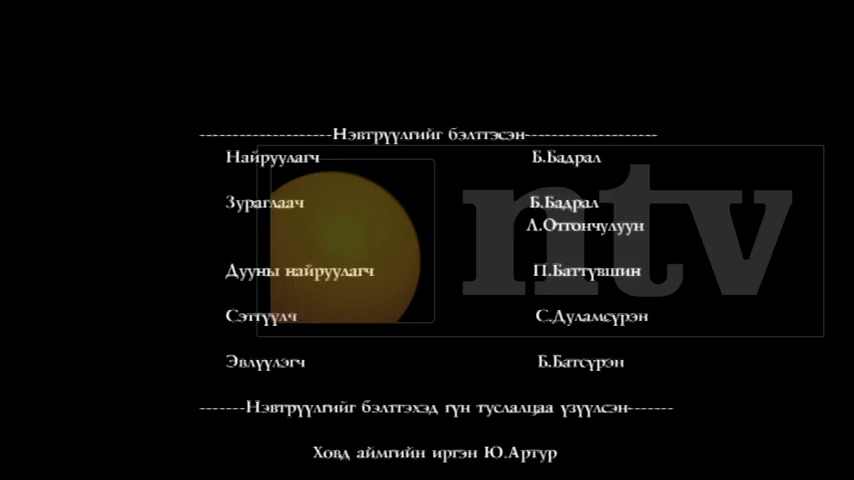 --------------------Нэвтрүүлгийг бэлтгэсэн--------------------
Найруулагч Б.Бадрал
Зураглаач Б.Бадрал
Л.Отгончулуун
Дууны найруулагч П.Баттүвшин
Сэтгүүлч С.Дуламсүрэн
Эвлүүлэгч Б.Батсүрэн
-------Нэвтрүүлгийг бэлтгэхэд гүн туслалцаа үзүүлсэн-------
Ховд аймгийн иргэн Ю.Артур
ntv